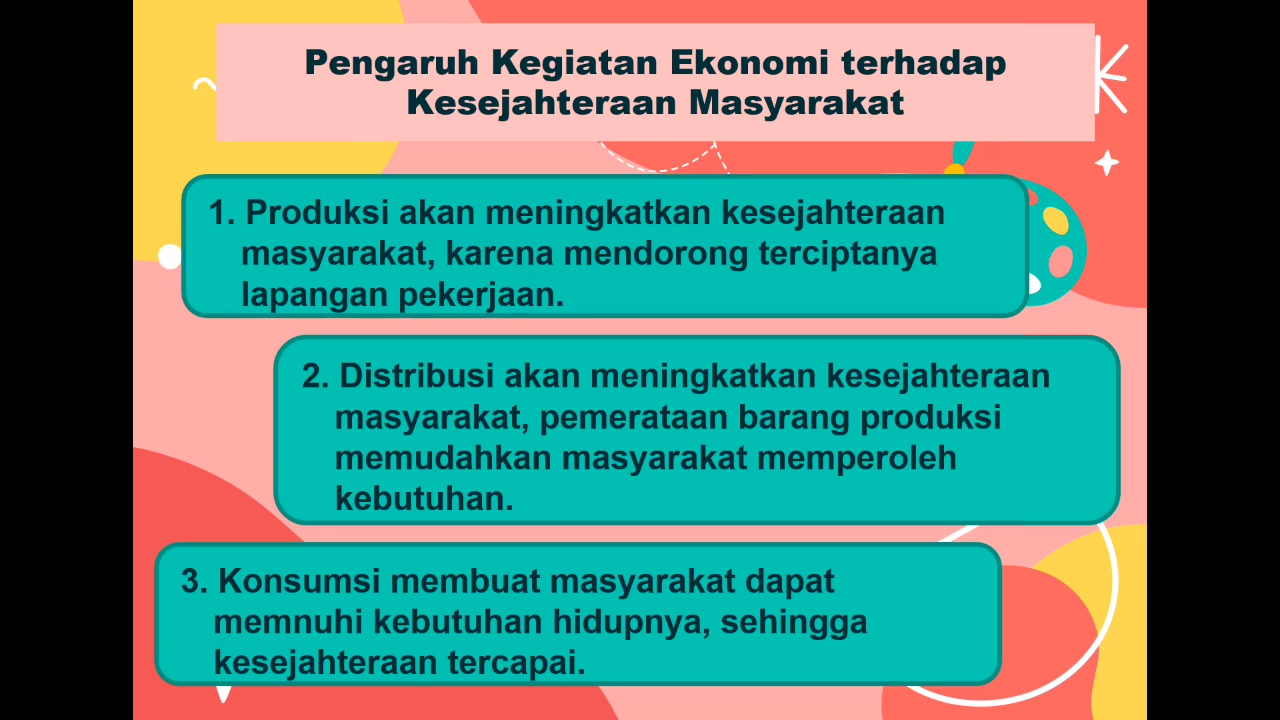 Pengaruh Kegiatan Ekonomi terhadap
Kesejahteraan Masyarakat
1. Produksi akan meningkatkan kesejahteraan
masyarakat, karena mendorong terciptanya
lapangan pekerjaan.
2. Distribusi akan meningkatkan kesejahteraan
masyarakat, pemerataan barang produksi
memudahkan masyarakat memperoleh
kebutuhan.
3. Konsumsi membuat masyarakat dapat
memnuhi kebutuhan hidupnya, sehingga
kesejahteraan tercapai.